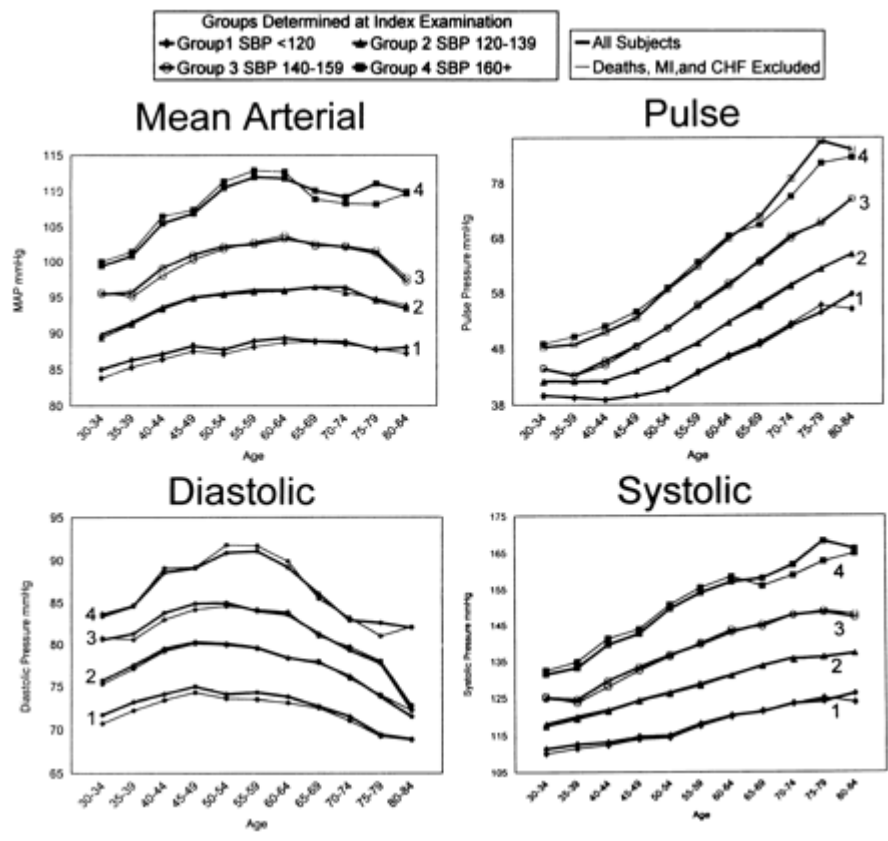 Groups Determined at Index Examination
Group1 SBP <120 Group 2 SBP 120-139
Group 3 SBP 140-159 Group 4 SBP 160+
All Subjects
Deaths, MI,and CHF Excluded
Mean Arterial
MAP mmHg
115
110
105
100
95
90
85
80
4
3
2
1
30-34 35-39 40-44 45-49 50-54 55-59 60-64 65-69 70-74 75-79 80-84
Age
Pulse
Pulse Pressure mmHg
78
68
58
48
38
4
3
2
1
30-34 35-39 40-44 45-49 50-54 55-59 60-64 65-69 70-74 75-79 80-84
Age
Diastolic
Diastolic Pressure mmHg
95
90
85
80
75
70
65
4
3
2
1
30-34 35-39 40-44 45-49 50-54 55-59 60-64 65-69 70-74 75-79 80-84
Age
Systolic
Systolic Pressure mmHg
175
165
155
145
135
125
115
105
4
3
2
1
30-34 35-39 40-44 45-49 50-54 55-59 60-64 65-69 70-74 75-79 80-84
Age